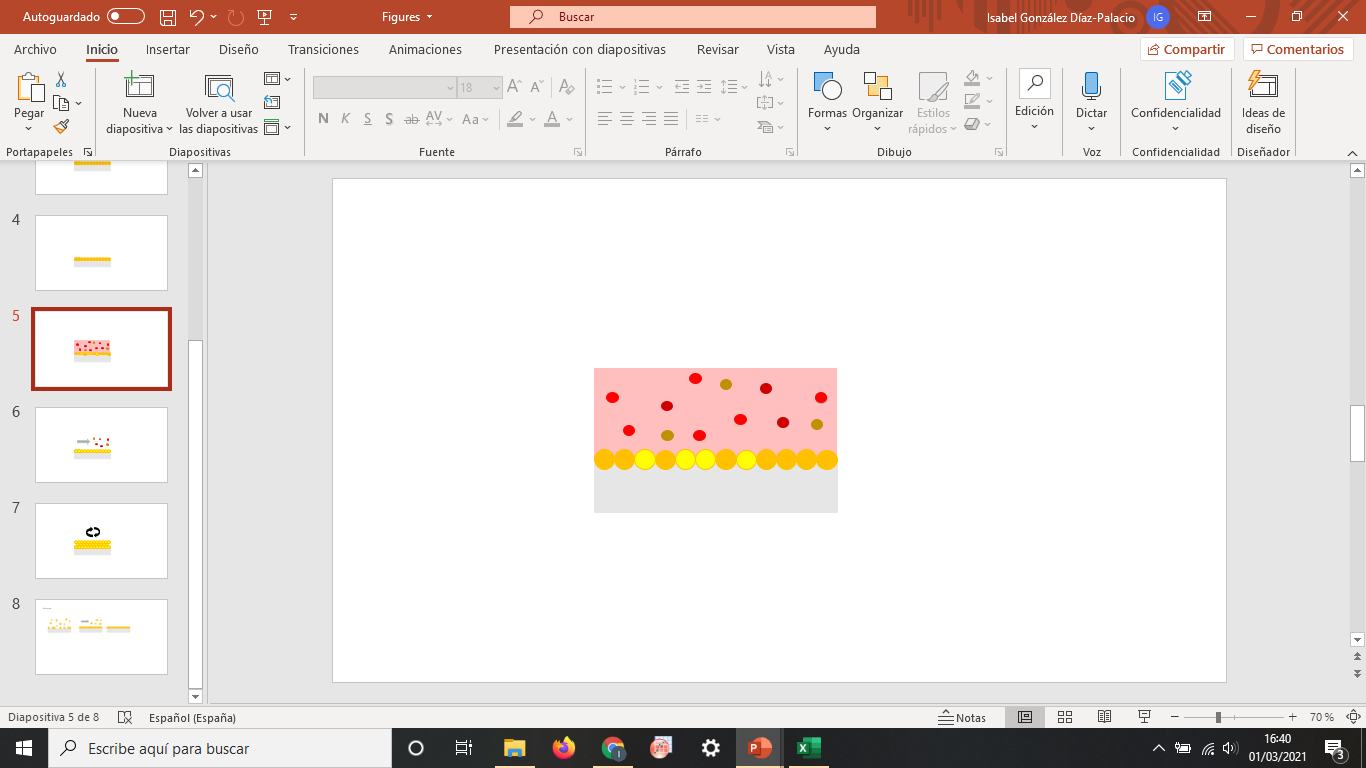 Autoguardado
Figures
Buscar
Isabel González Díaz-Palacio
IG
Archivo
Inicio
Insertar
Diseño
Transiciones
Animaciones
Presentación con diapositivas
Revisar
Vista
Ayuda
Compartir
Comentarios
Pegar
Nueva
diapositiva
Volver a usar
las diapositivas
18
N K S S ab AV Aa A
Formas
Organizar
Estilos
rápidos
Edición
Dictar
Confidencialidad
Ideas de
diseño
Portapapeles
Diapositivas
Fuente
Párrafo
Dibujo
Voz
Confidencialidad
Diseñador
4
5
6
7
8
Diapositiva 5 de 8
Español (España)
Notas
70 %
Escribe aquí para buscar
16:40
01/03/2021
3